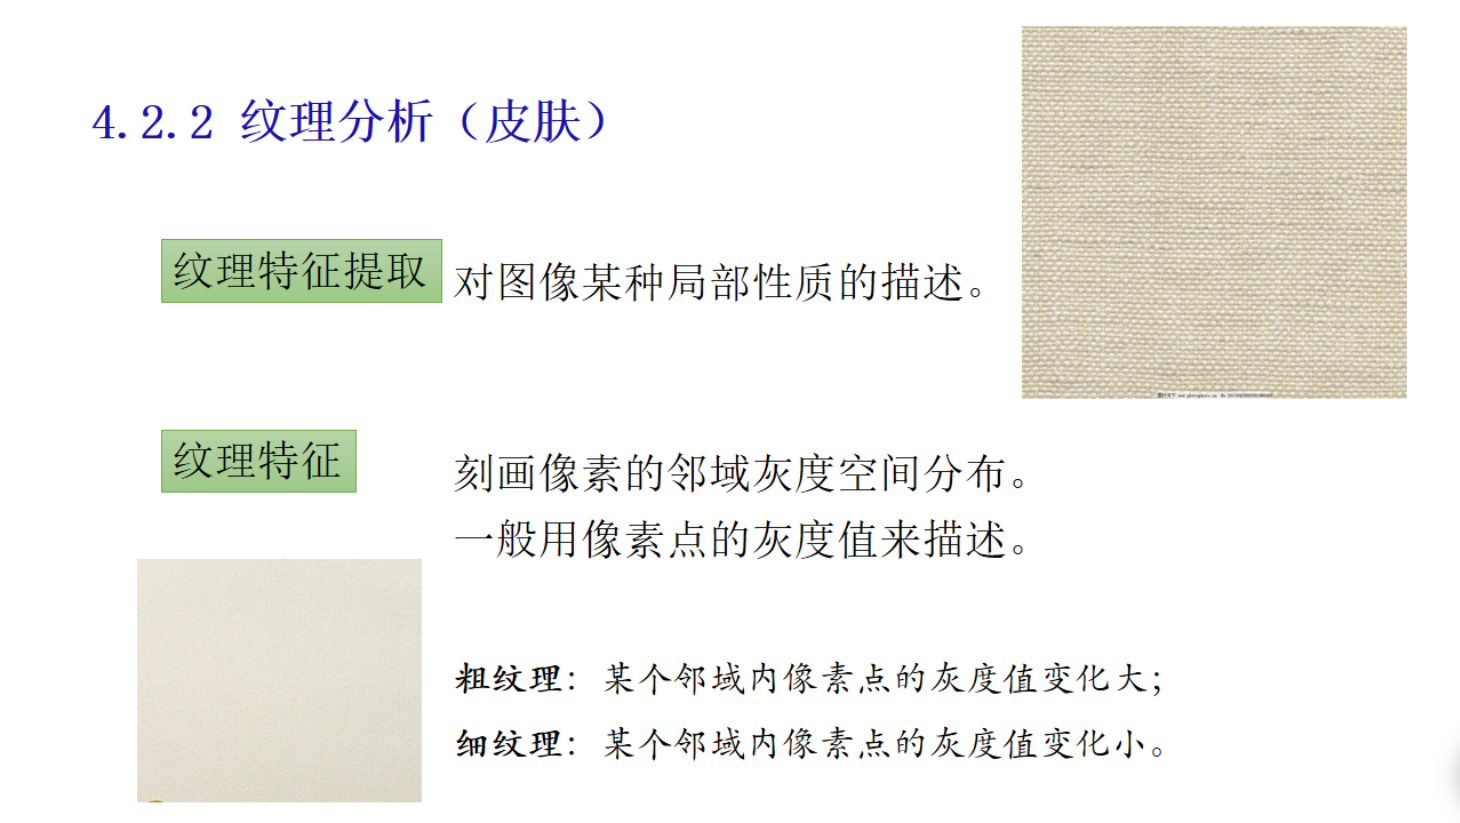 4.2.2 纹理分析（皮肤）
纹理特征提取 对图像某种局部性质的描述。
纹理特征 刻画像素的邻域灰度空间分布。
一般用像素点的灰度值来描述。
粗纹理：某个邻域内像素点的灰度值变化大；
细纹理：某个邻域内像素点的灰度值变化小。